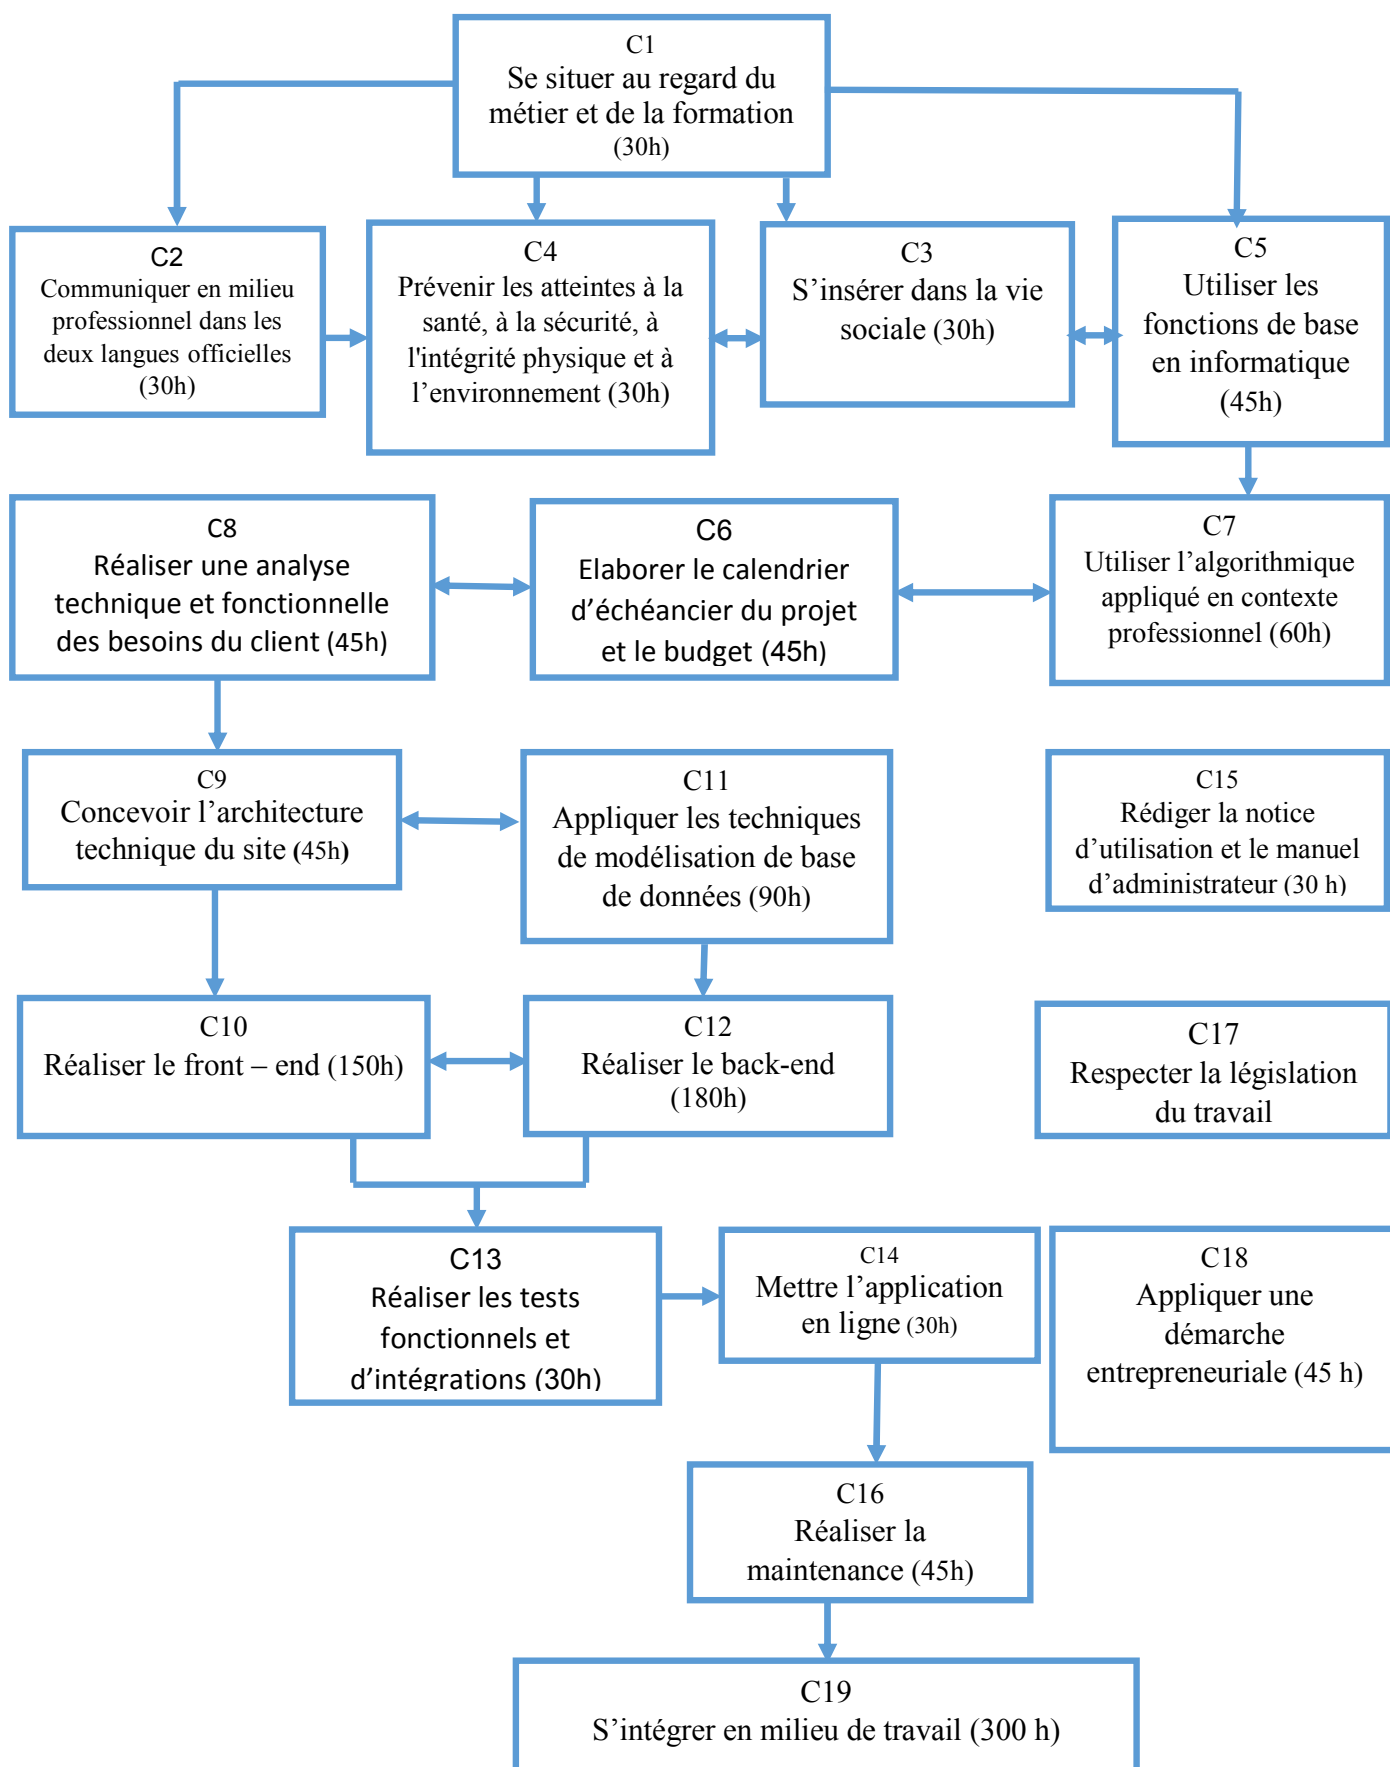 C1
Se situer au regard du
métier et de la formation
(30h)
C2
Communiquer en milieu
professionnel dans les
deux langues officielles
(30h)
C4
Prévenir les atteintes à la
santé, à la sécurité, à
l'intégrité physique et à
l’environnement (30h)
C3
S’insérer dans la vie
sociale (30h)
C5
Utiliser les
fonctions de base
en informatique
(45h)
C8
Réaliser une analyse
technique et fonctionnelle
des besoins du client (45h)
C6
Elaborer le calendrier
d’échéancier du projet
et le budget (45h)
C7
Utiliser l’algorithmique
appliqué en contexte
professionnel (60h)
C9
Concevoir l’architecture
technique du site (45h)
C11
Appliquer les techniques
de modélisation de base
de données (90h)
C15
Rédiger la notice
d’utilisation et le manuel
d’administrateur (30 h)
C10
Réaliser le front – end (150h)
C12
Réaliser le back-end
(180h)
C17
Respecter la législation
du travail
C13
Réaliser les tests
fonctionnels et
d’intégrations (30h)
C14
Mettre l’application
en ligne (30h)
C18
Appliquer une
démarche
entrepreneuriale (45 h)
C16
Réaliser la
maintenance (45h)
C19
S’intégrer en milieu de travail (300 h)